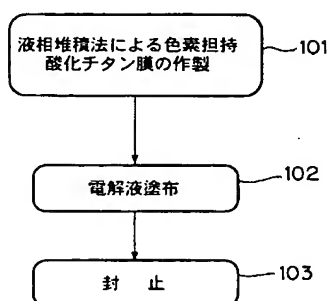 液相堆積法による色素担持
酸化チタン膜の作製
101
電解液塗布
102
封 止
103